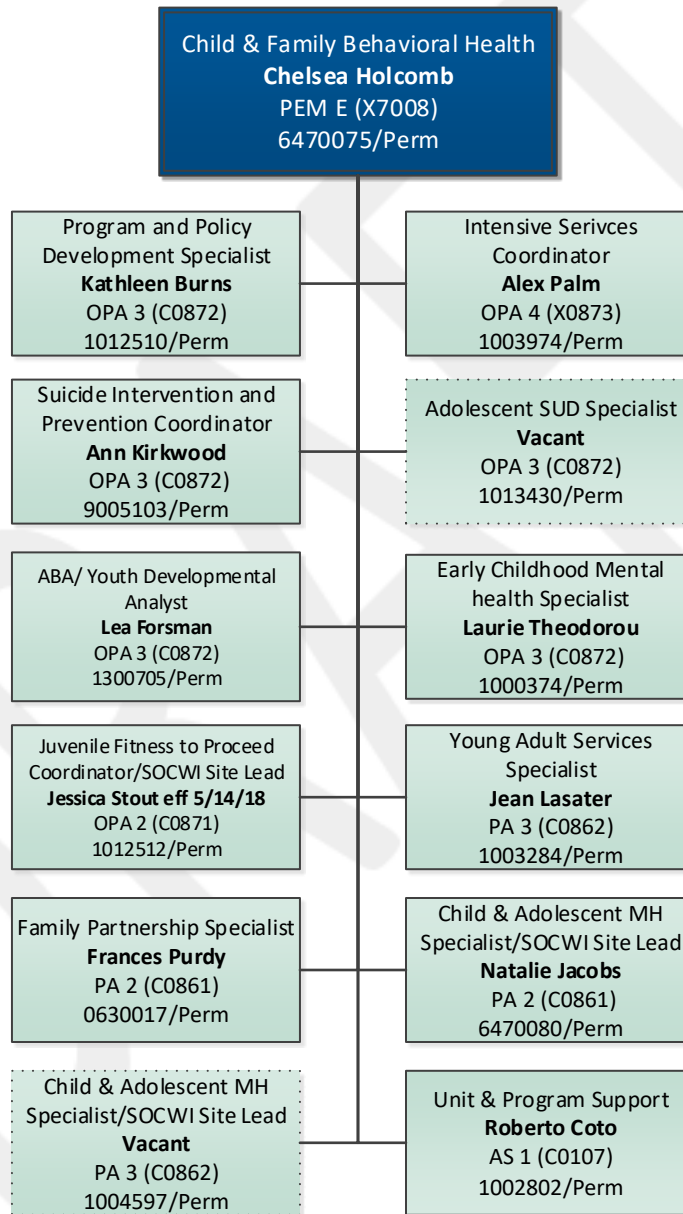 Child & Family Behavioral Health
Chelsea Holcomb
PEM E (X7008)
6470075/Perm
Program and Policy
Development Specialist
Kathleen Burns
OPA 3 (C0872)
1012510/Perm
Intensive Serivces
Coordinator
Alex Palm
OPA 4 (X0873)
1003974/Perm
Suicide Intervention and
Prevention Coordinator
Ann Kirkwood
OPA 3 (C0872)
9005103/Perm
Adolescent SUD Specialist
Vacant
OPA 3 (C0872)
1013430/Perm
ABA/ Youth Developmental
Analyst
Lea Forsman
OPA 3 (C0872)
1300705/Perm
Early Childhood Mental
health Specialist
Laurie Theodorou
OPA 3 (C0872)
1000374/Perm
Juvenile Fitness to Proceed
Coordinator/SOCWI Site Lead
Jessica Stout eff 5/14/18
OPA 2 (C0871)
1012512/Perm
Young Adult Services
Specialist
Jean Lasater
PA 3 (C0862)
1003284/Perm
Family Partnership Specialist
Frances Purdy
PA 2 (C0861)
0630017/Perm
Child & Adolescent MH
Specialist/SOCWI Site Lead
Natalie Jacobs
PA 2 (C0861)
6470080/Perm
Child & Adolescent MH
Specialist/SOCWI Site Lead
Vacant
PA 3 (C0862)
1004597/Perm
Unit & Program Support
Roberto Coto
AS 1 (C0107)
1002802/Perm